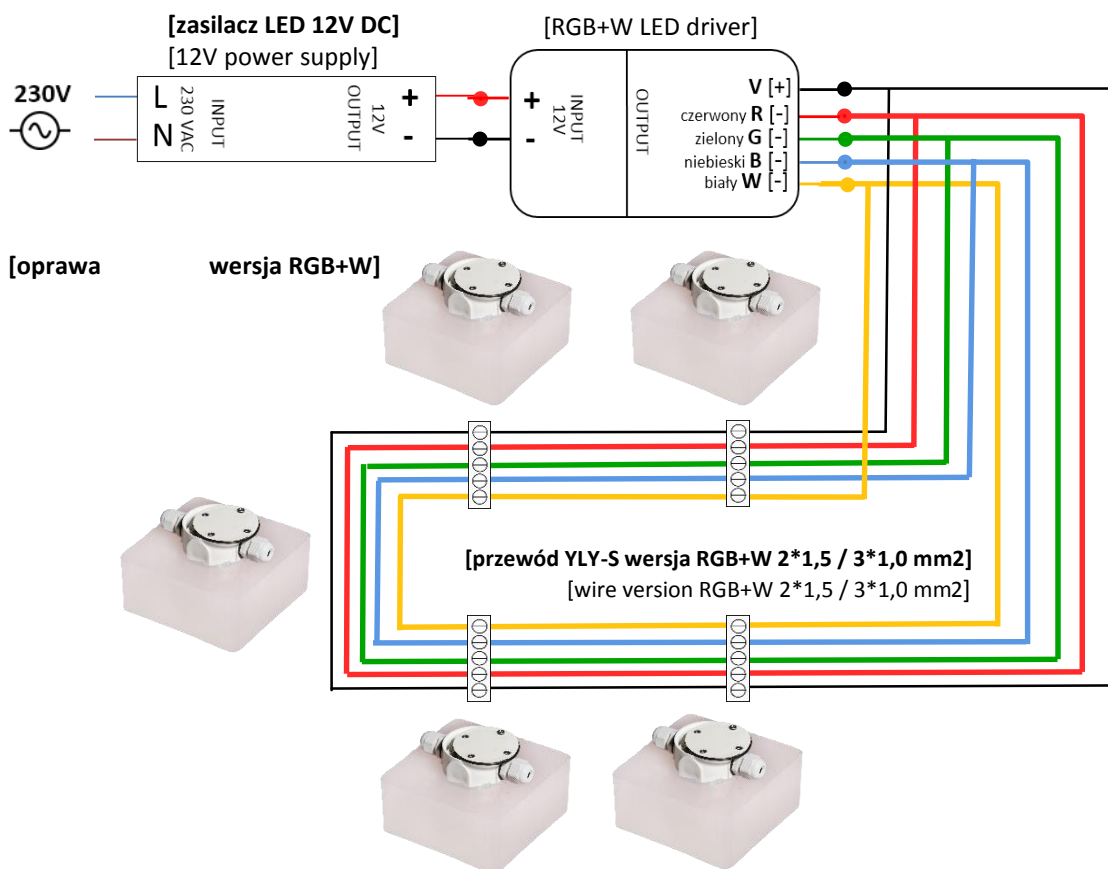 [zasilacz LED 12V DC]
[12V power supply]
[RGB+W LED driver]
230V
L
N
230 VAC
INPUT
OUTPUT
12V
+
-
+
-
INPUT
12V
OUTPUT
V [+]
czerwony R [-]
zielony G [-]
niebieski B [-]
biały W [-]
[oprawa wersja RGB+W]
[przewód YLY-S wersja RGB+W 2*1,5 / 3*1,0 mm2]
[wire version RGB+W 2*1,5 / 3*1,0 mm2]